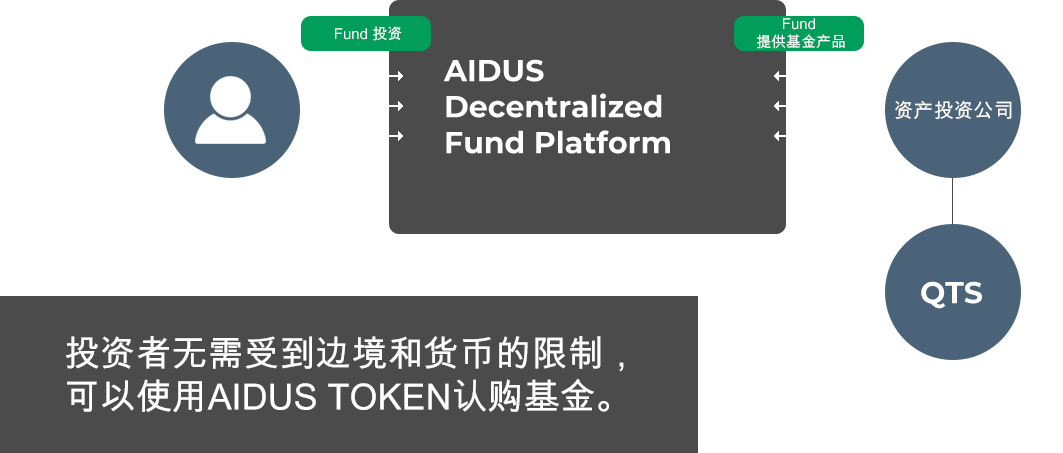 Fund 投资
Fund
提供基金产品
AIDUS
Decentralized
Fund Platform
资产投资公司
QTS
投资者无需受到边境和货币的限制，
可以使用AIDUS TOKEN认购基金。